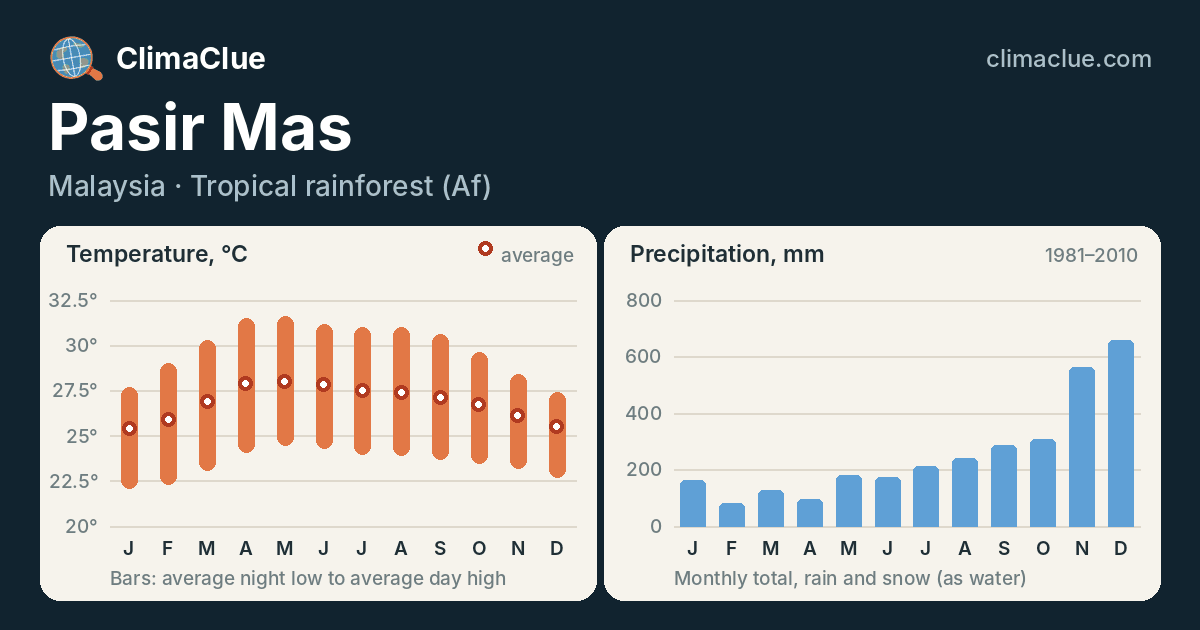 ClimaClue
climaclue.com
Pasir Mas
Malaysia · Tropical rainforest (Af)
Temperature, °C
average
32.5°
30°
27.5°
25°
22.5°
20°
J F M A M J J A S O N D
Bars: average night low to average day high
Precipitation, mm
1981–2010
800
600
400
200
0
J F M A M J J A S O N D
Monthly total, rain and snow (as water)